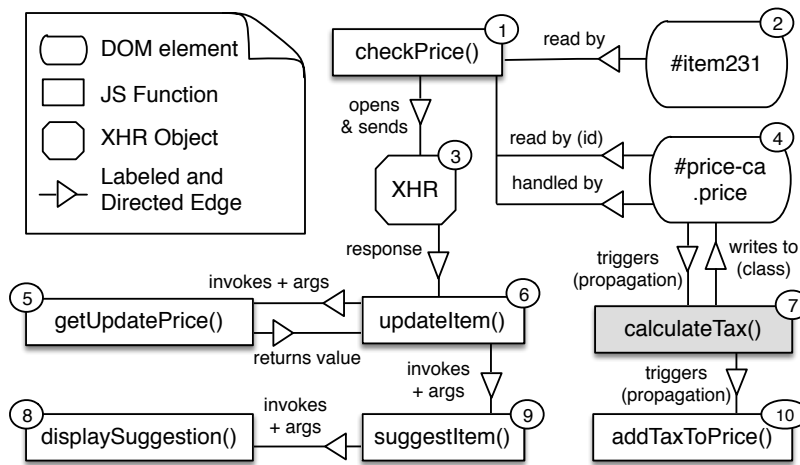 DOM element
JS Function
XHR Object
Labeled and
Directed Edge
1
checkPrice()
read by
2
#item231
opens
& sends
read by (id)
handled by
4
#price-ca
.price
3
XHR
response
triggers
(propagation)
writes to
(class)
5
getUpdatePrice()
invokes + args
returns value
6
updateItem()
7
calculateTax()
invokes
+ args
triggers
(propagation)
8
displaySuggestion()
invokes
+ args
9
suggestItem()
10
addTaxToPrice()